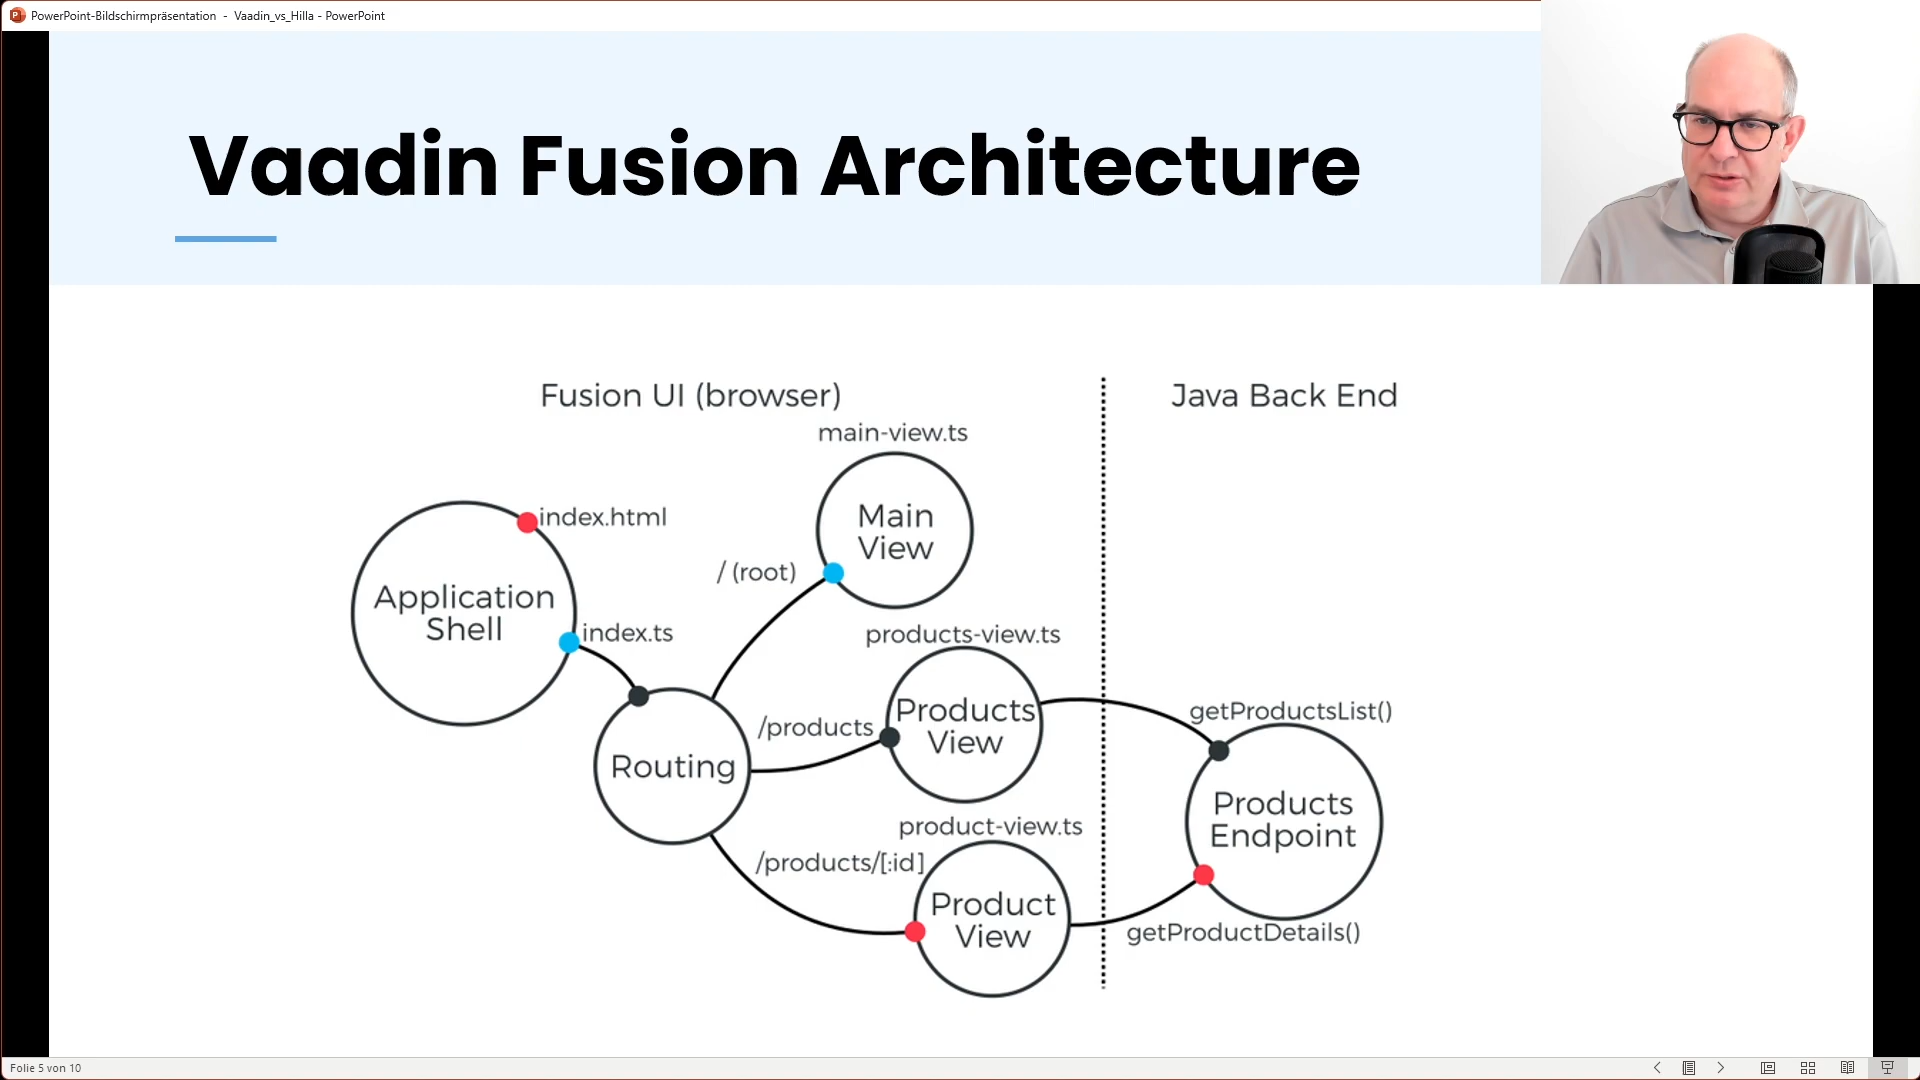 PowerPoint-Bildschirmpräsentation - Vaadin_vs_Hilla - PowerPoint
Vaadin Fusion Architecture
Fusion UI (browser)
Java Back End
main-view.ts
Main
View
index.html
/ (root)
Application
Shell
index.ts
products-view.ts
Products
View
/products
getProductsList()
Routing
Products
Endpoint
product-view.ts
/products/[:id]
Product
View
getProductDetails()
Folie 5 von 10